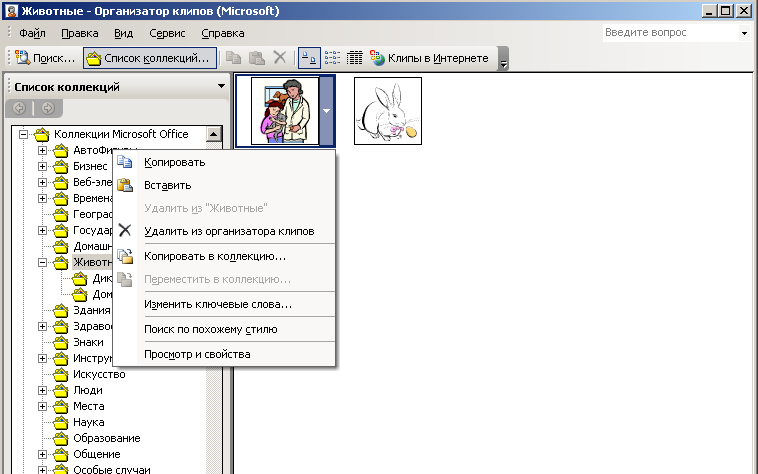 Животные - Организатор клипов (Microsoft)
Файл Правка Вид Сервис Справка Введите вопрос
Поиск... Список коллекций... Клипы в Интернете
Список коллекций
Коллекции Microsoft Office
АвтоФигуры
Бизнес
Веб-эле
Времена
Геогра
Государ
Домашн
Животн
Дик
Дом
Здания
Здравоо
Знаки
Инструм
Искусство
Люди
Места
Наука
Образование
Общение
Особые случаи
Копировать
Вставить
Удалить из "Животные"
Удалить из организатора клипов
Копировать в коллекцию...
Переместить в коллекцию...
Изменить ключевые слова...
Поиск по похожему стилю
Просмотр и свойства